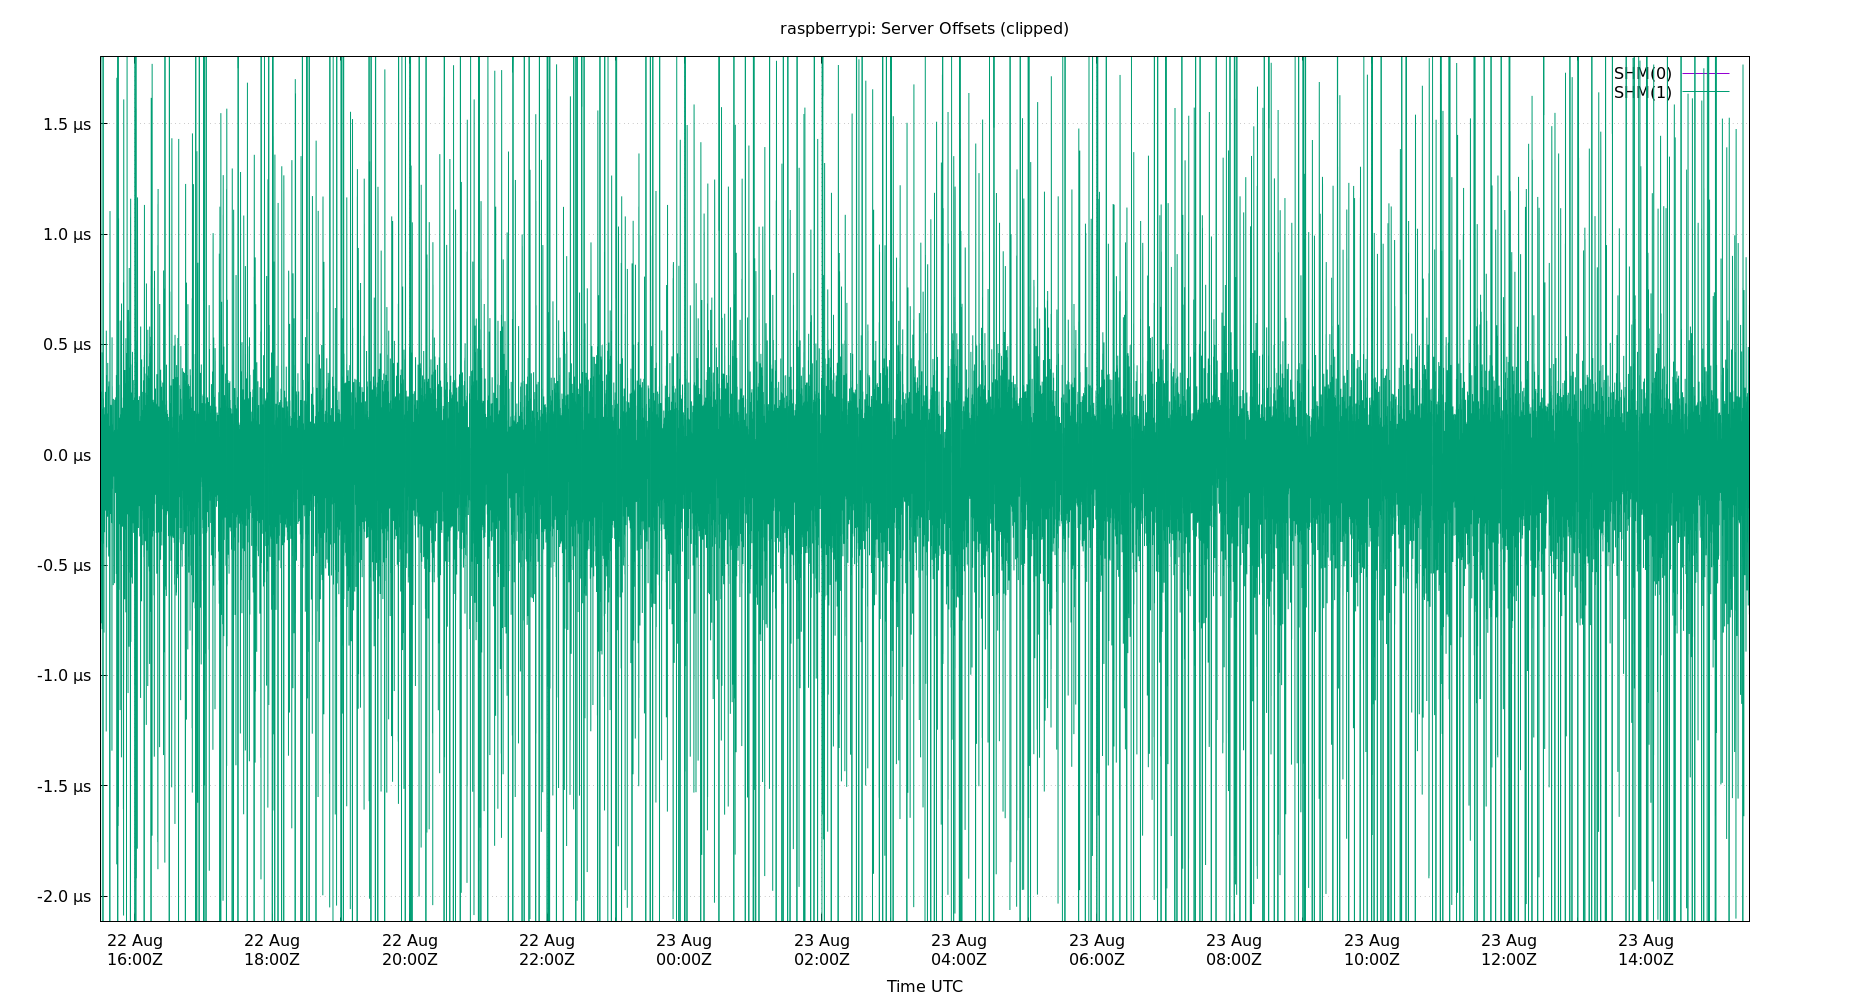 raspberrypi: Server Offsets (clipped)
SHM(0)
SHM(1)
1.5 µs
1.0 µs
0.5 µs
0.0 µs
-0.5 µs
-1.0 µs
-1.5 µs
-2.0 µs
22 Aug 22 Aug 22 Aug 22 Aug 23 Aug 23 Aug 23 Aug 23 Aug 23 Aug 23 Aug 23 Aug 23 Aug
16:00Z 18:00Z 20:00Z 22:00Z 00:00Z 02:00Z 04:00Z 06:00Z 08:00Z 10:00Z 12:00Z 14:00Z
Time UTC